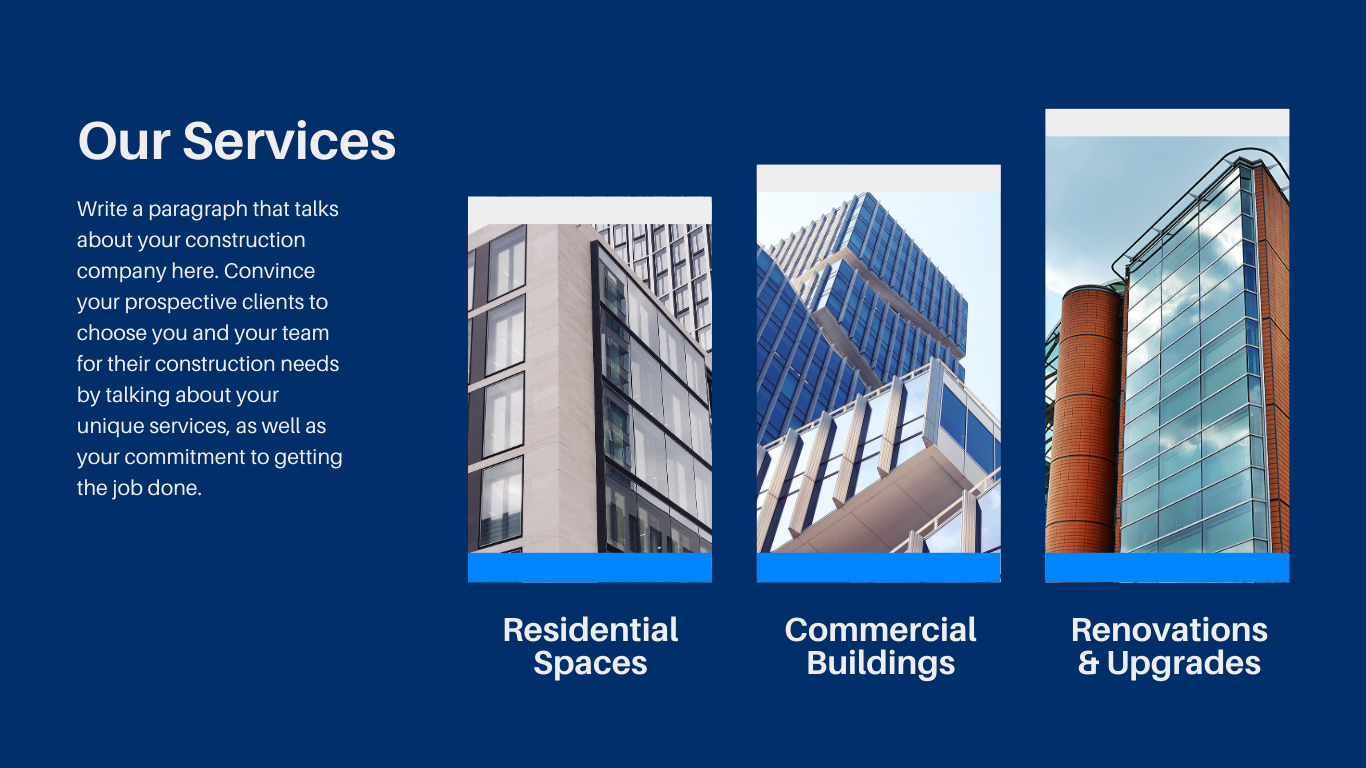 Our Services
Write a paragraph that talks
about your construction
company here. Convince
your prospective clients to
choose you and your team
for their construction needs
by talking about your
unique services, as well as
your commitment to getting
the job done.
Residential
Spaces
Commercial
Buildings
Renovations
& Upgrades